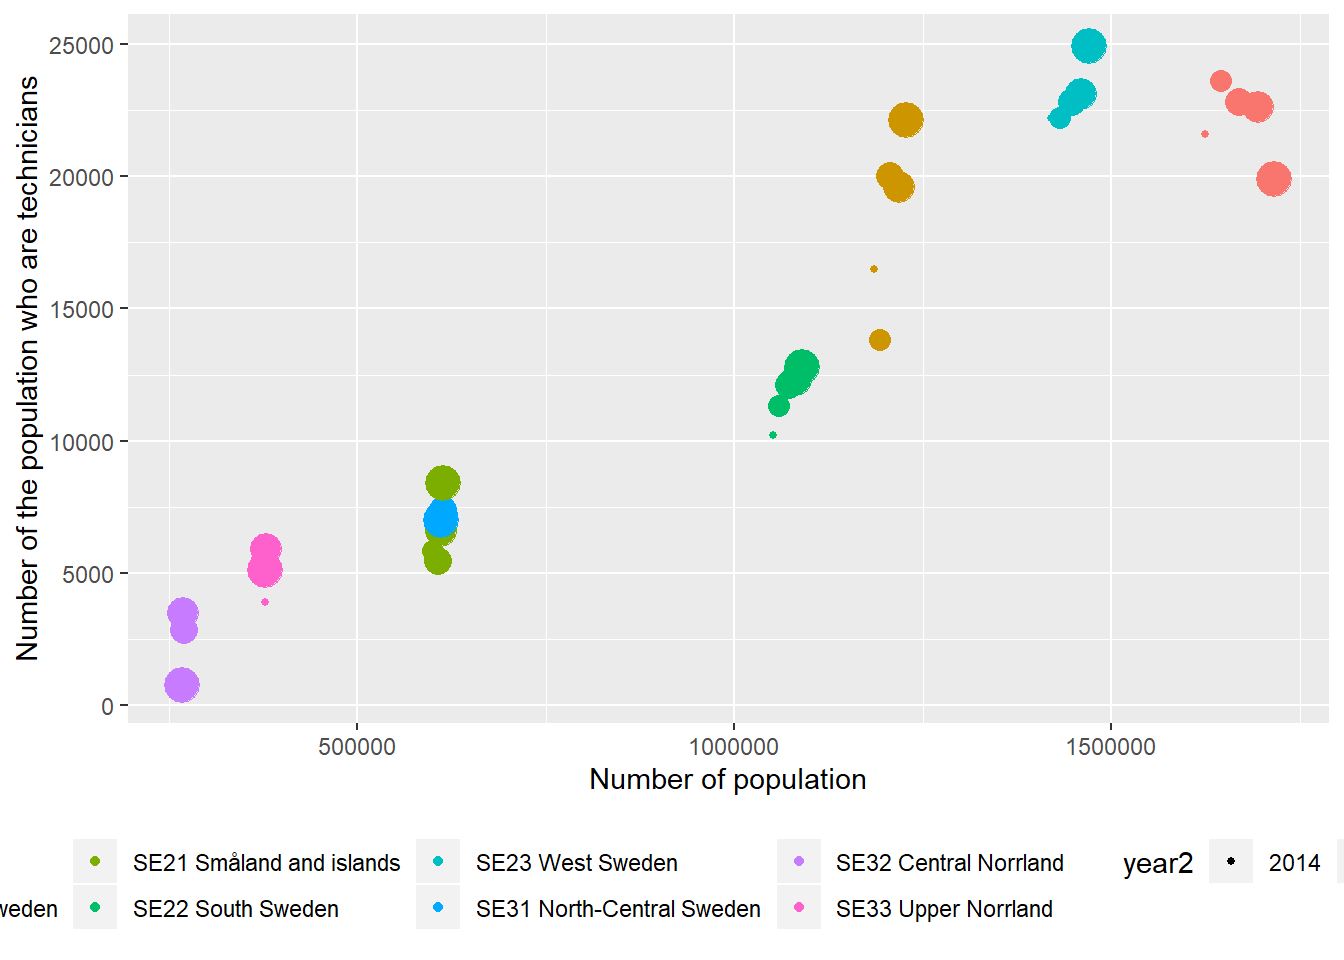 Number of the population who are technicians
25000
20000
15000
10000
5000
0
500000 1000000 1500000
Number of population
SE21 Småland and islands SE23 West Sweden SE32 Central Norrland year2 2014
SE22 South Sweden SE31 North-Central Sweden SE33 Upper Norrland